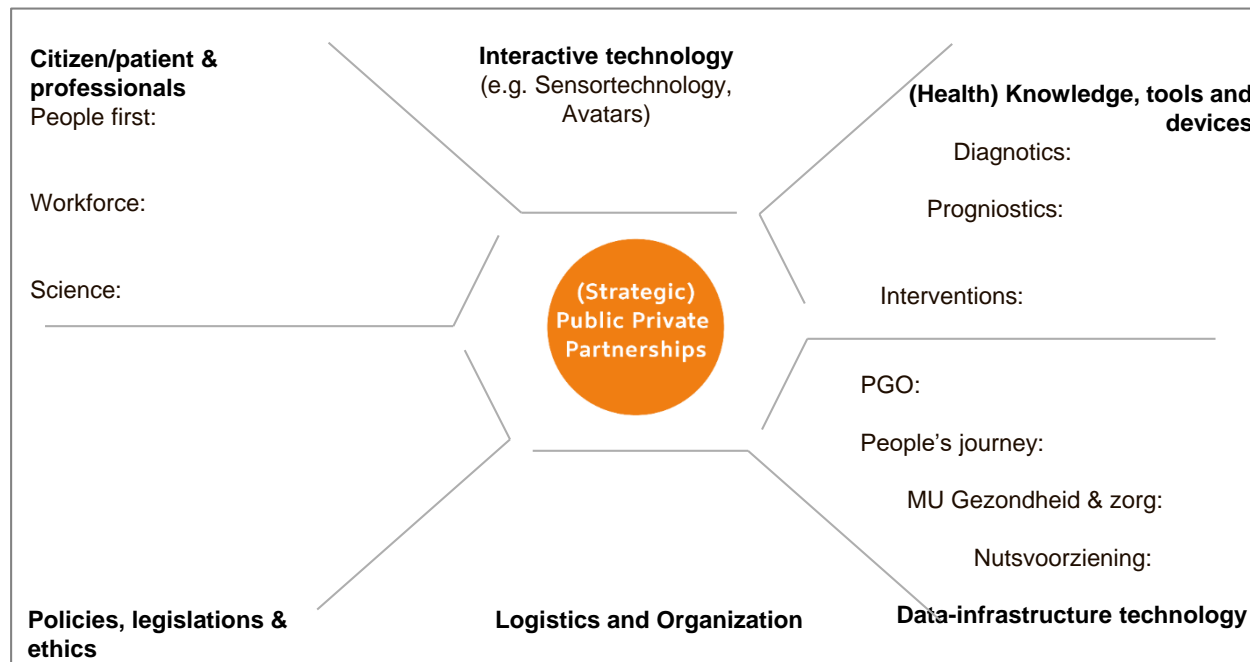 Citizen/patient &
professionals
People first:
Workforce:
Science:
Interactive technology
(e.g. Sensortechnology,
Avatars)
(Health) Knowledge, tools and
devices
Diagnotics:
Progniostics:
Interventions:
(Strategic)
Public Private
Partnerships
PGO:
People's journey:
MU Gezondheid & zorg:
Nutsvoorziening:
Data-infrastructure technology
Logistics and Organization
Policies, legislations &
ethics